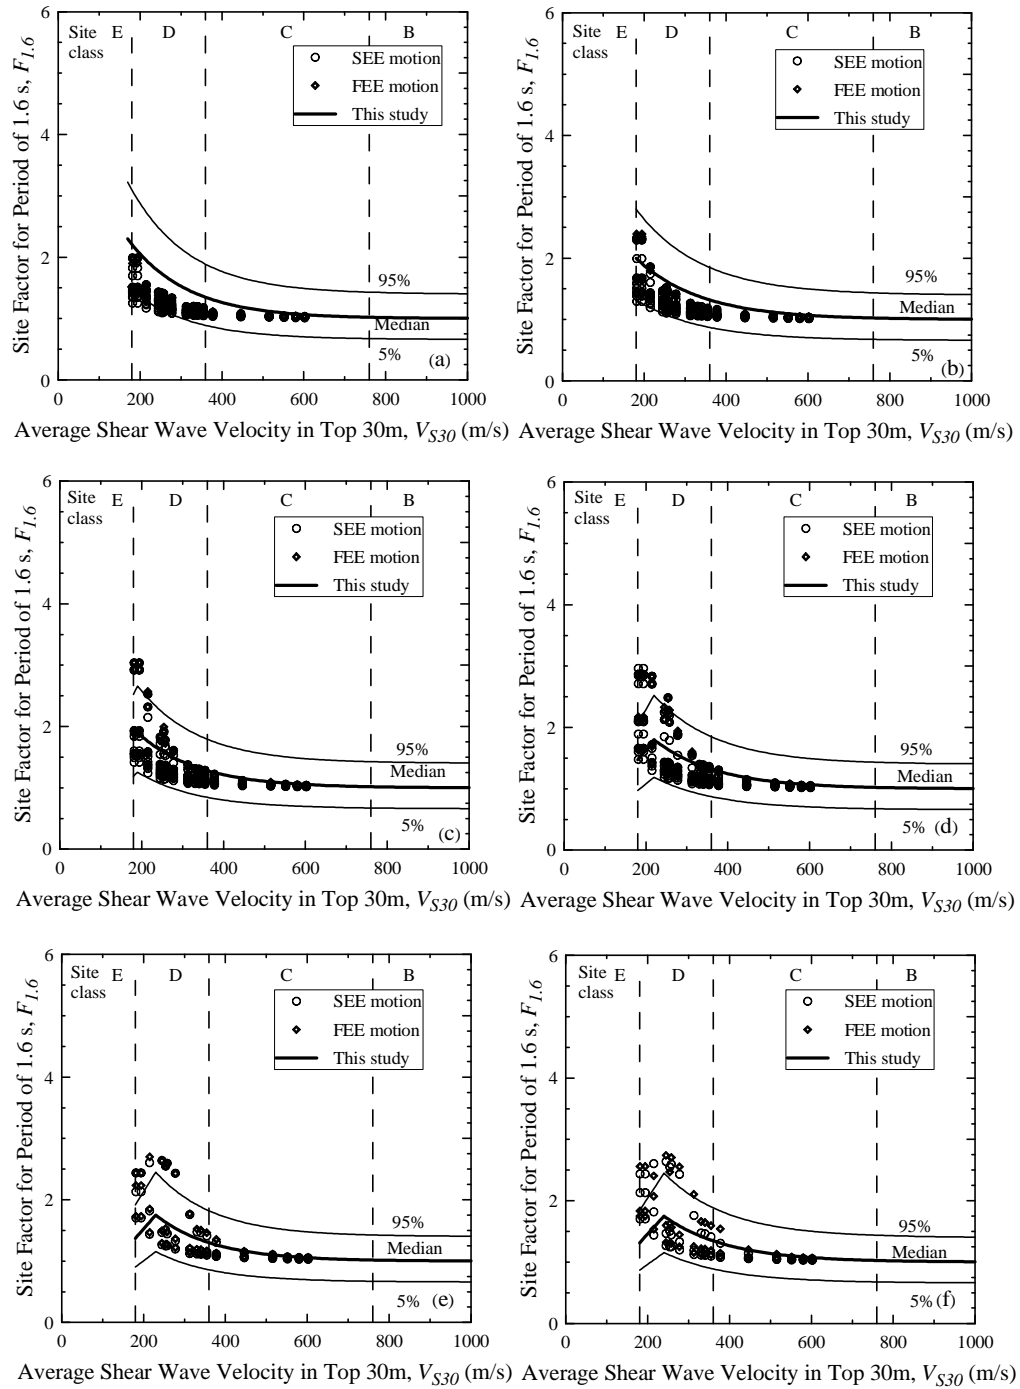 Site class E D C B
SEE motion
FEE motion
This study
95%
Median
5%
(a)
0 2 4 6
0 200 400 600 800 1000
Site Factor for Period of 1.6 s, F1.6
Average Shear Wave Velocity in Top 30m, VS30 (m/s)
Site class E D C B
SEE motion
FEE motion
This study
95%
Median
5%
(b)
0 2 4 6
0 200 400 600 800 1000
Site Factor for Period of 1.6 s, F1.6
Average Shear Wave Velocity in Top 30m, VS30 (m/s)
Site class E D C B
SEE motion
FEE motion
This study
95%
Median
5%
(c)
0 2 4 6
0 200 400 600 800 1000
Site Factor for Period of 1.6 s, F1.6
Average Shear Wave Velocity in Top 30m, VS30 (m/s)
Site class E D C B
SEE motion
FEE motion
This study
95%
Median
5%
(d)
0 2 4 6
0 200 400 600 800 1000
Site Factor for Period of 1.6 s, F1.6
Average Shear Wave Velocity in Top 30m, VS30 (m/s)
Site class E D C B
SEE motion
FEE motion
This study
95%
Median
5%
(e)
0 2 4 6
0 200 400 600 800 1000
Site Factor for Period of 1.6 s, F1.6
Average Shear Wave Velocity in Top 30m, VS30 (m/s)
Site class E D C B
SEE motion
FEE motion
This study
95%
Median
5%
(f)
0 2 4 6
0 200 400 600 800 1000
Site Factor for Period of 1.6 s, F1.6
Average Shear Wave Velocity in Top 30m, VS30 (m/s)